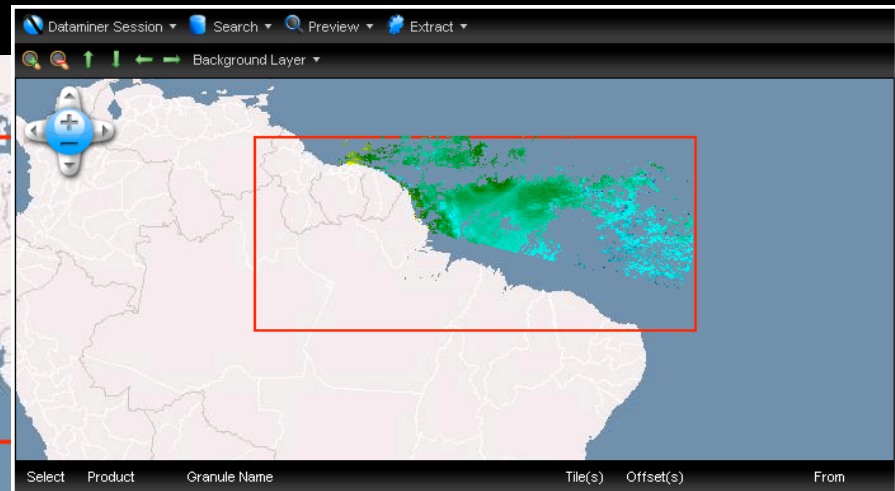 Dataminer Session Search Preview Extract
Background Layer
Select Product Granule Name Tile(s) Offset(s) From